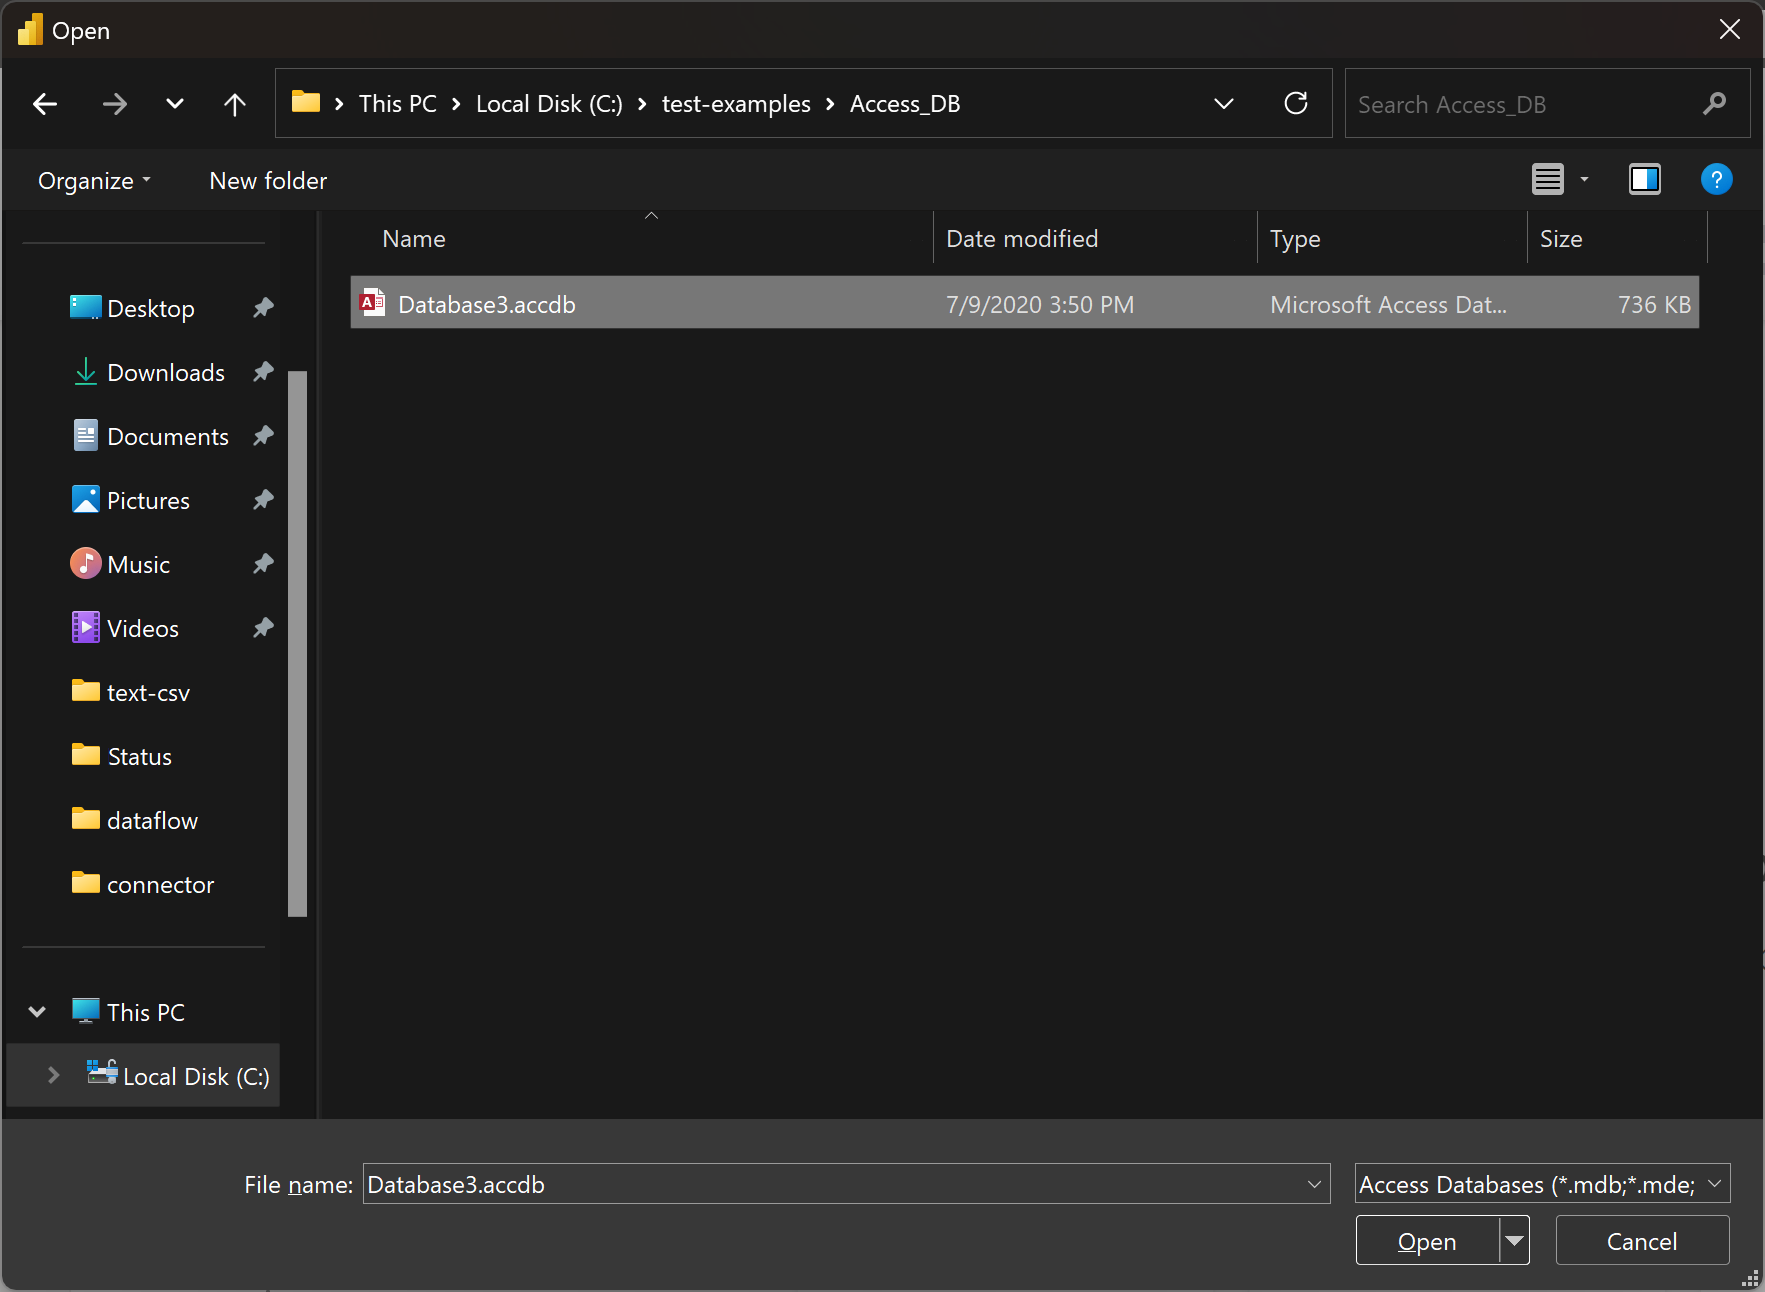 Open
This PC > Local Disk (C:) > test-examples > Access_DB
Search Access_DB
Organize
New folder
?
Name
Date modified
Type
Size
Database3.accdb
7/9/2020 3:50 PM
Microsoft Access Dat...
736 KB
Desktop
Downloads
Documents
Pictures
Music
Videos
text-csv
Status
dataflow
connector
This PC
Local Disk (C:)
File name:
Database3.accdb
Access Databases (*.mdb;*.mde;
Open
Cancel